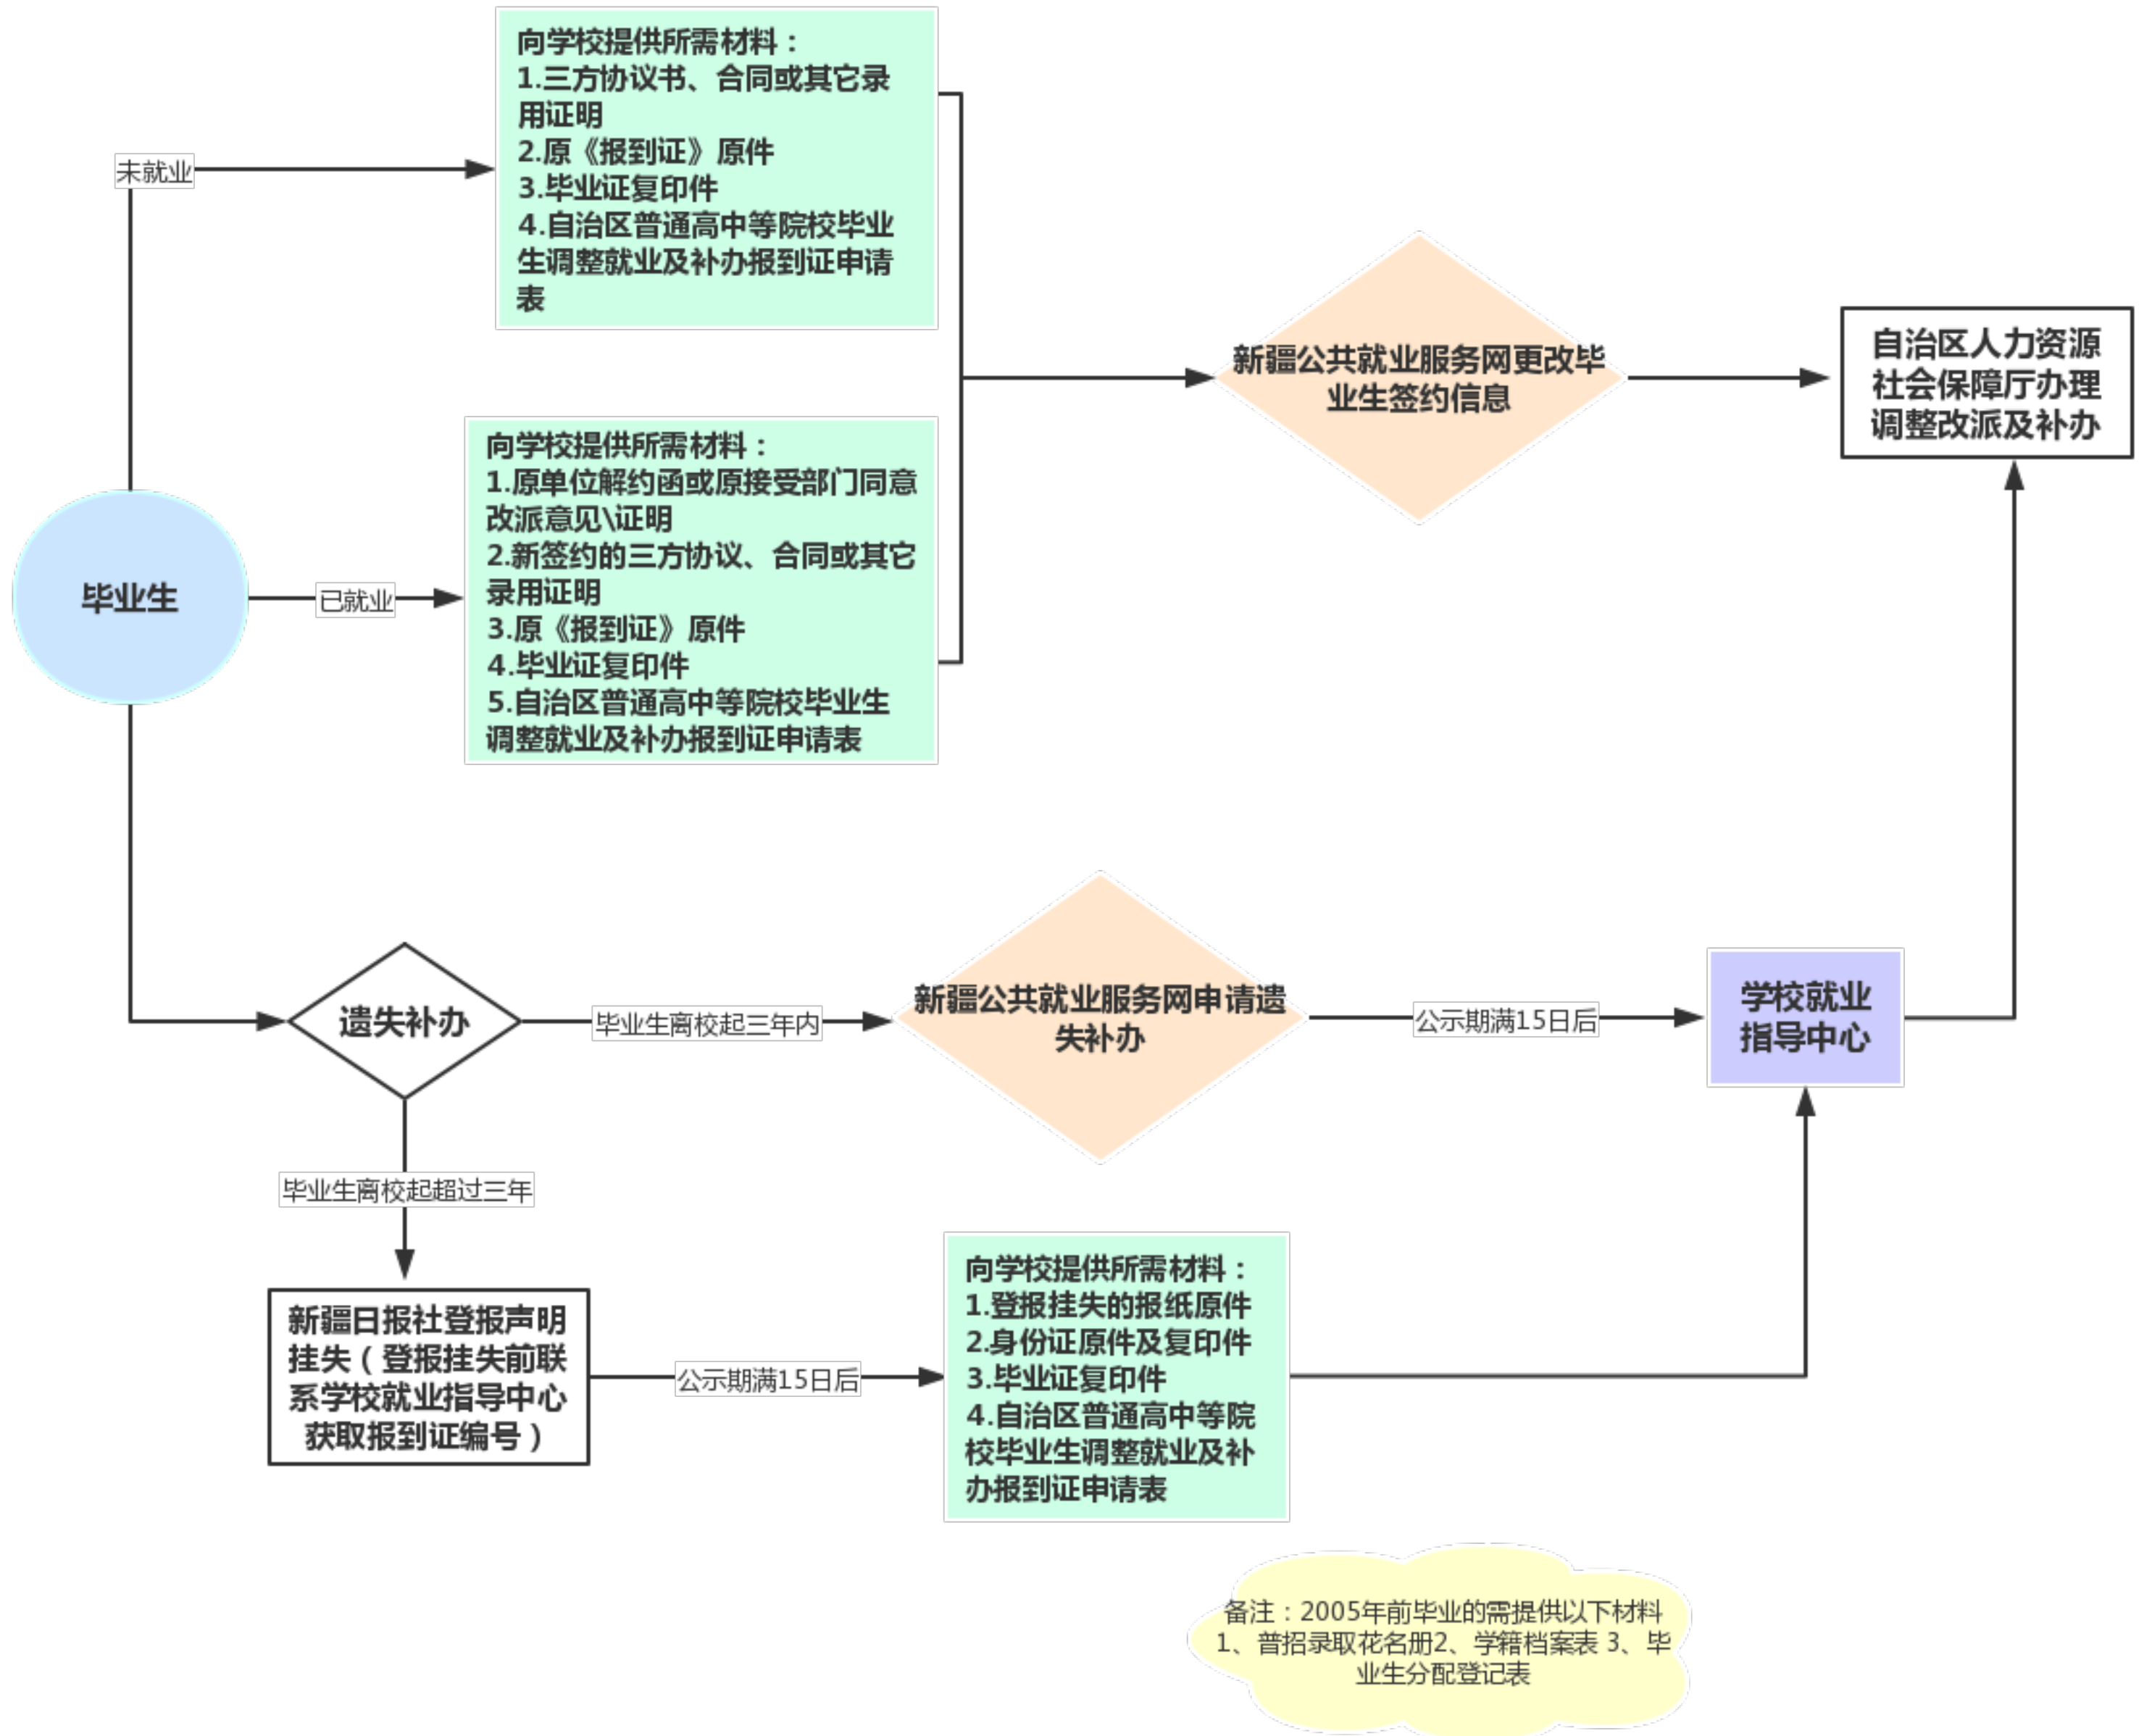 向学校提供所需材料：
1.三方协议书、合同或其它录
用证明
2.原《报到证》原件
3.毕业证复印件
4.自治区普通高中等院校毕业
生调整就业及补办报到证申请
表
未就业
新疆公共就业服务网更改毕
业生签约信息
自治区人力资源
社会保障厅办理
调整改派及补办
向学校提供所需材料：
1.原单位解约函或原接受部门同意
改派意见\证明
2.新签约的三方协议、合同或其它
录用证明
3.原《报到证》原件
4.毕业证复印件
5.自治区普通高中等院校毕业生
调整就业及补办报到证申请表
毕业生
已就业
遗失补办
毕业生离校起三年内
新疆公共就业服务网申请遗
失补办
公示期满15日后
学校就业
指导中心
毕业生离校起超过三年
新疆日报社登报声明
挂失（登报挂失前联
系学校就业指导中心
获取报到证编号）
公示期满15日后
向学校提供所需材料：
1.登报挂失的报纸原件
2.身份证原件及复印件
3.毕业证复印件
4.自治区普通高中等院
校毕业生调整就业及补
办报到证申请表
备注：2005年前毕业的需提供以下材料
1、普招录取花名册2、学籍档案表 3、毕
业生分配登记表